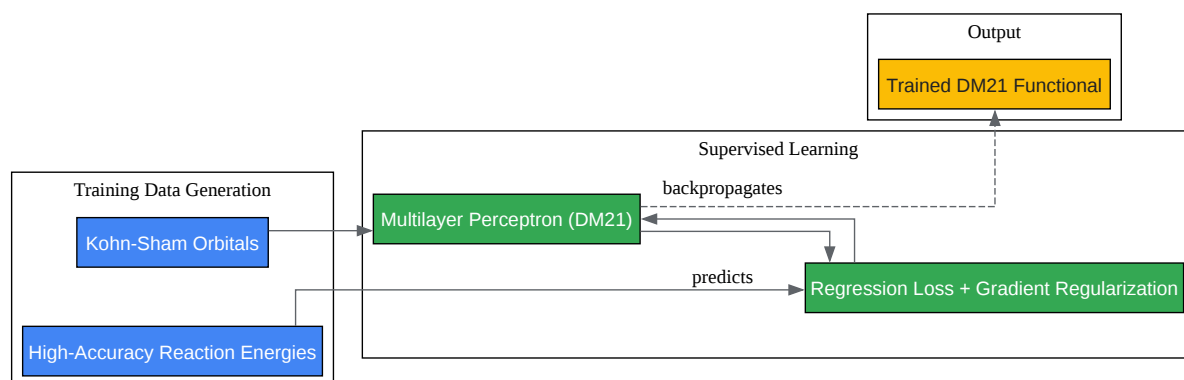 Output
Trained DM21 Functional
Supervised Learning
backpropagates
Multilayer Perceptron (DM21)
Training Data Generation
Kohn-Sham Orbitals
predicts
Regression Loss + Gradient Regularization
High-Accuracy Reaction Energies